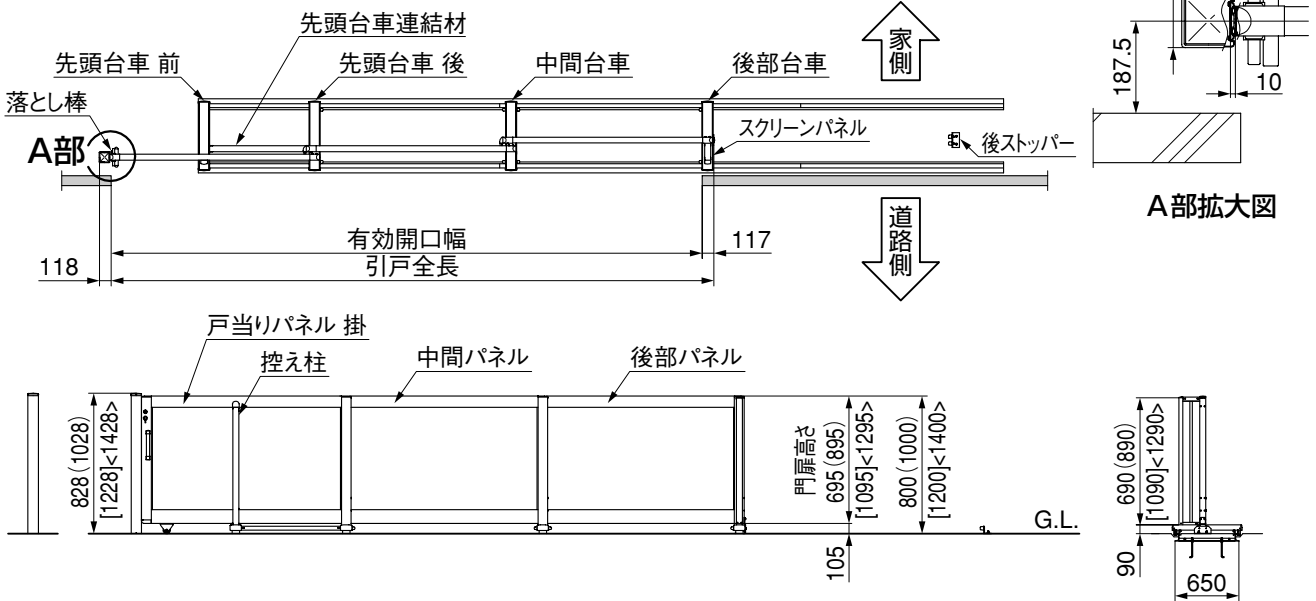 先頭台車連結材
先頭台車 前
先頭台車 後
中間台車
後部台車
家側
落とし棒
A部
スクリーンパネル
後ストッパー
187.5
10
A部拡大図
有効開口幅
117
118
引戸全長
道路側
戸当りパネル 掛
控え柱
中間パネル
後部パネル
828(1028)
[1228]<1428>
門扉高さ
695(895)
[1095]<1295>
800(1000)
[1200]<1400>
105
G.L.
690(890)
[1090]<1290>
90
650